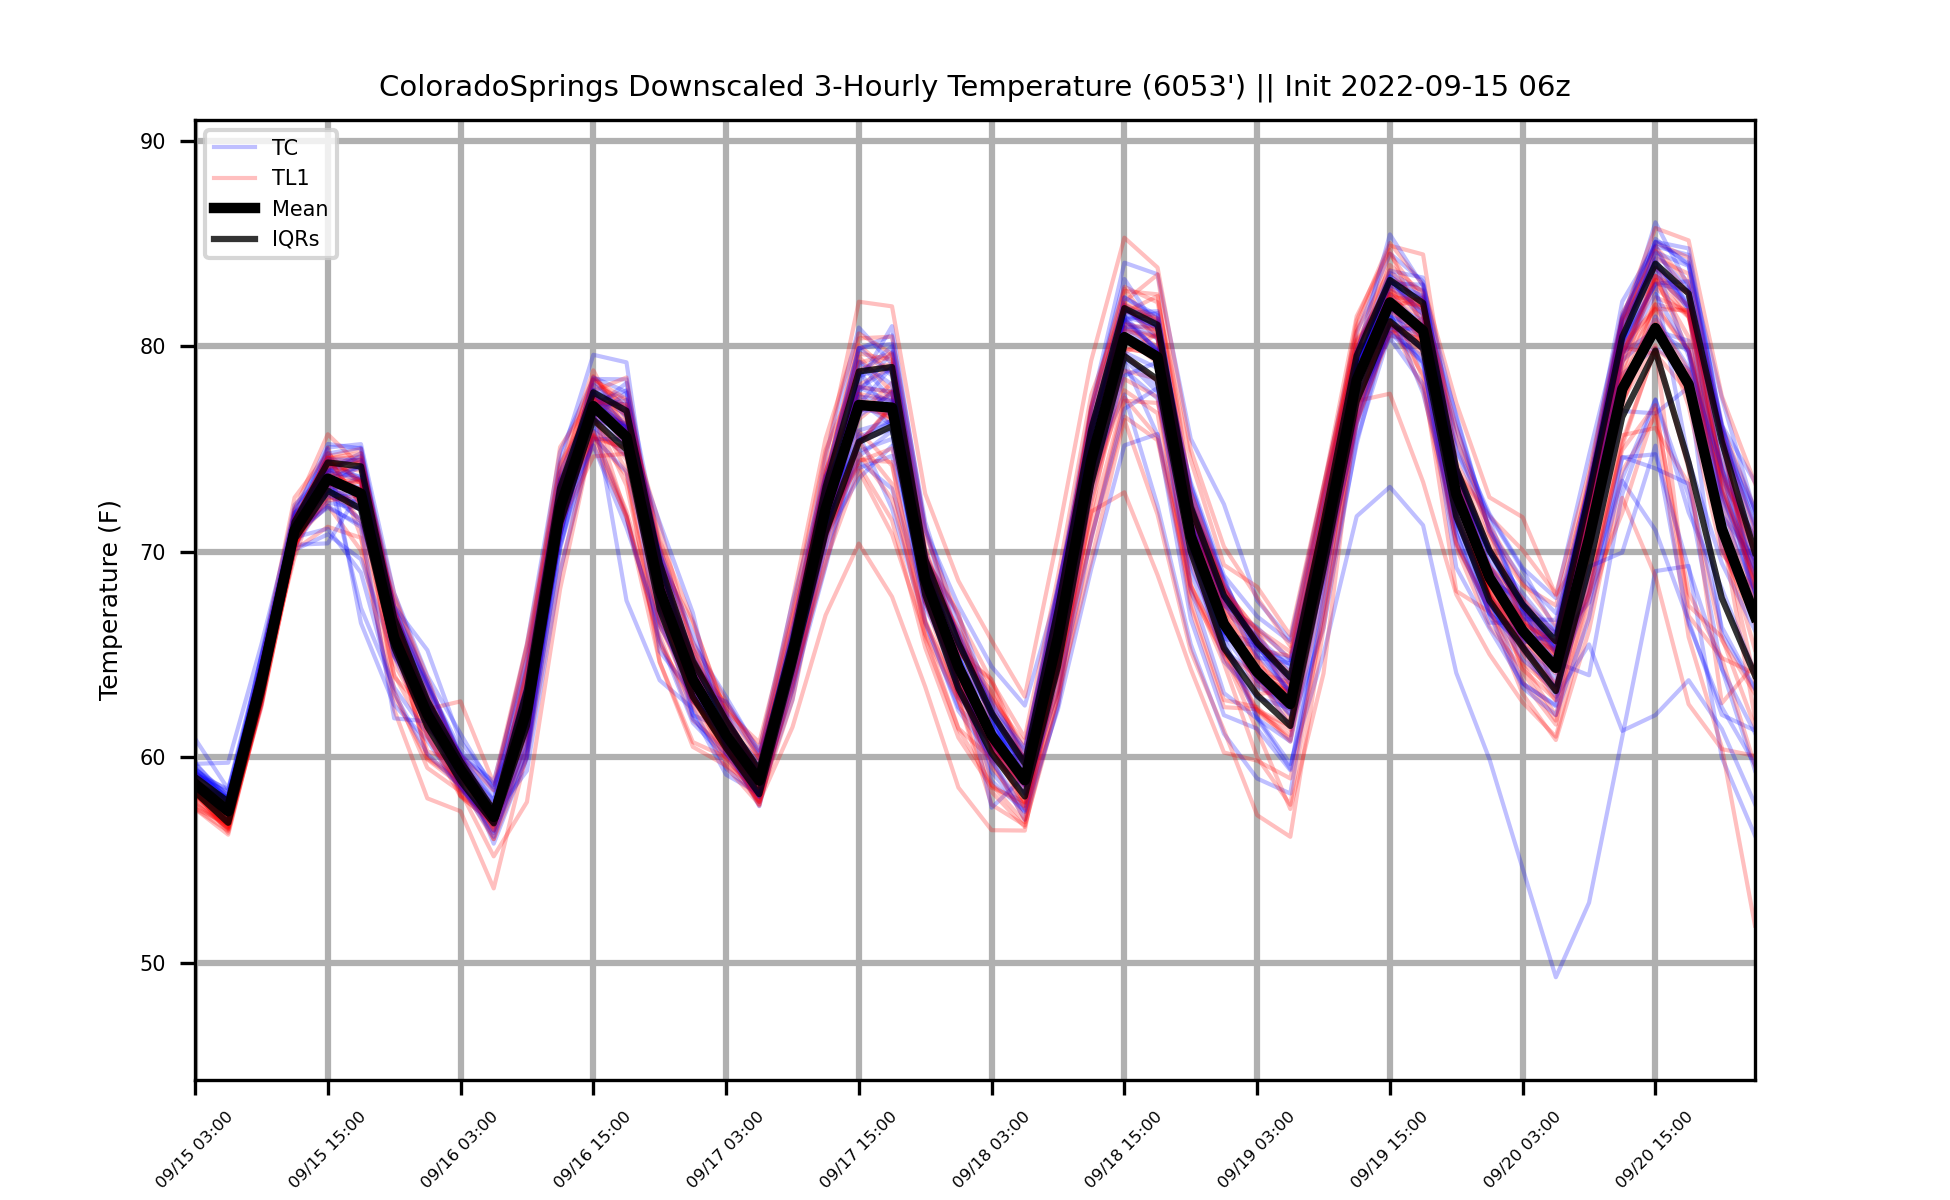 ColoradoSprings Downscaled 3-Hourly Temperature (6053') || Init 2022-09-15 06z
TC
TL1
Mean
IQRs
Temperature (F)
90
80
70
60
50
09/15 03:00
09/15 15:00
09/16 03:00
09/16 15:00
09/17 03:00
09/17 15:00
09/18 03:00
09/18 15:00
09/19 03:00
09/19 15:00
09/20 03:00
09/20 15:00